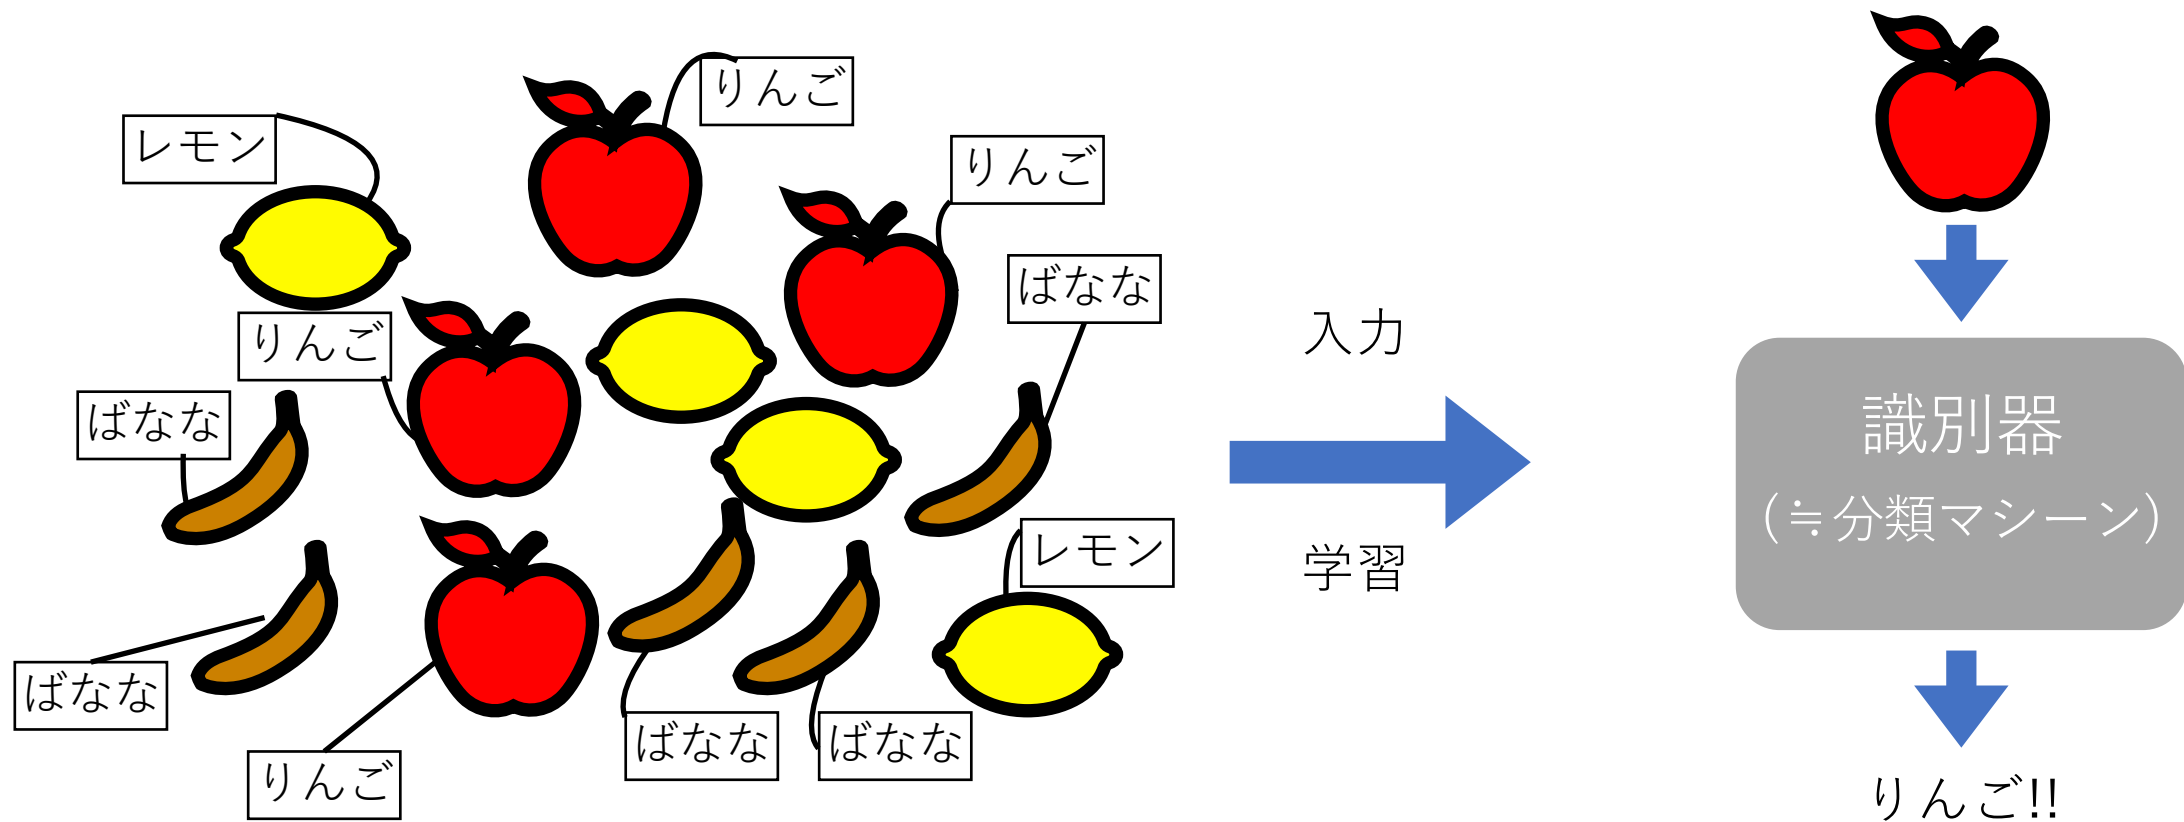 りんご
レモン
りんご
ばなな
りんご
ばなな
レモン
ばなな
りんご
ばなな
ばなな
入力
学習
識別器
(≒分類マシーン)
りんご!!